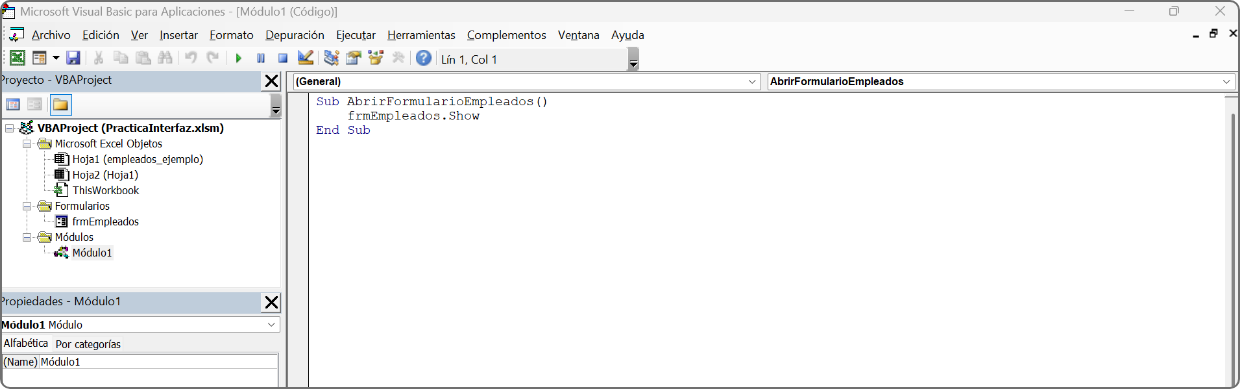 Microsoft Visual Basic para Aplicaciones - [Módulo1 (Código)]
Archivo Edición Ver Insertar Formato Depuración Ejecutar Herramientas Complementos Ventana Ayuda
Lín 1, Col 1
Proyecto - VBAProject
VBAProject (PracticaInterfaz.xlsm)
Microsoft Excel Objetos
Hoja1 (empleados_ejemplo)
Hoja2 (Hoja1)
ThisWorkbook
Formularios
frmEmpleados
Módulos
Módulo1
Propiedades - Módulo1
Módulo1 Módulo
Alfabética Por categorías
(Name) Módulo1
(General) AbrirFormularioEmpleados
Sub AbrirFormularioEmpleados()
    frmEmpleados.Show
End Sub